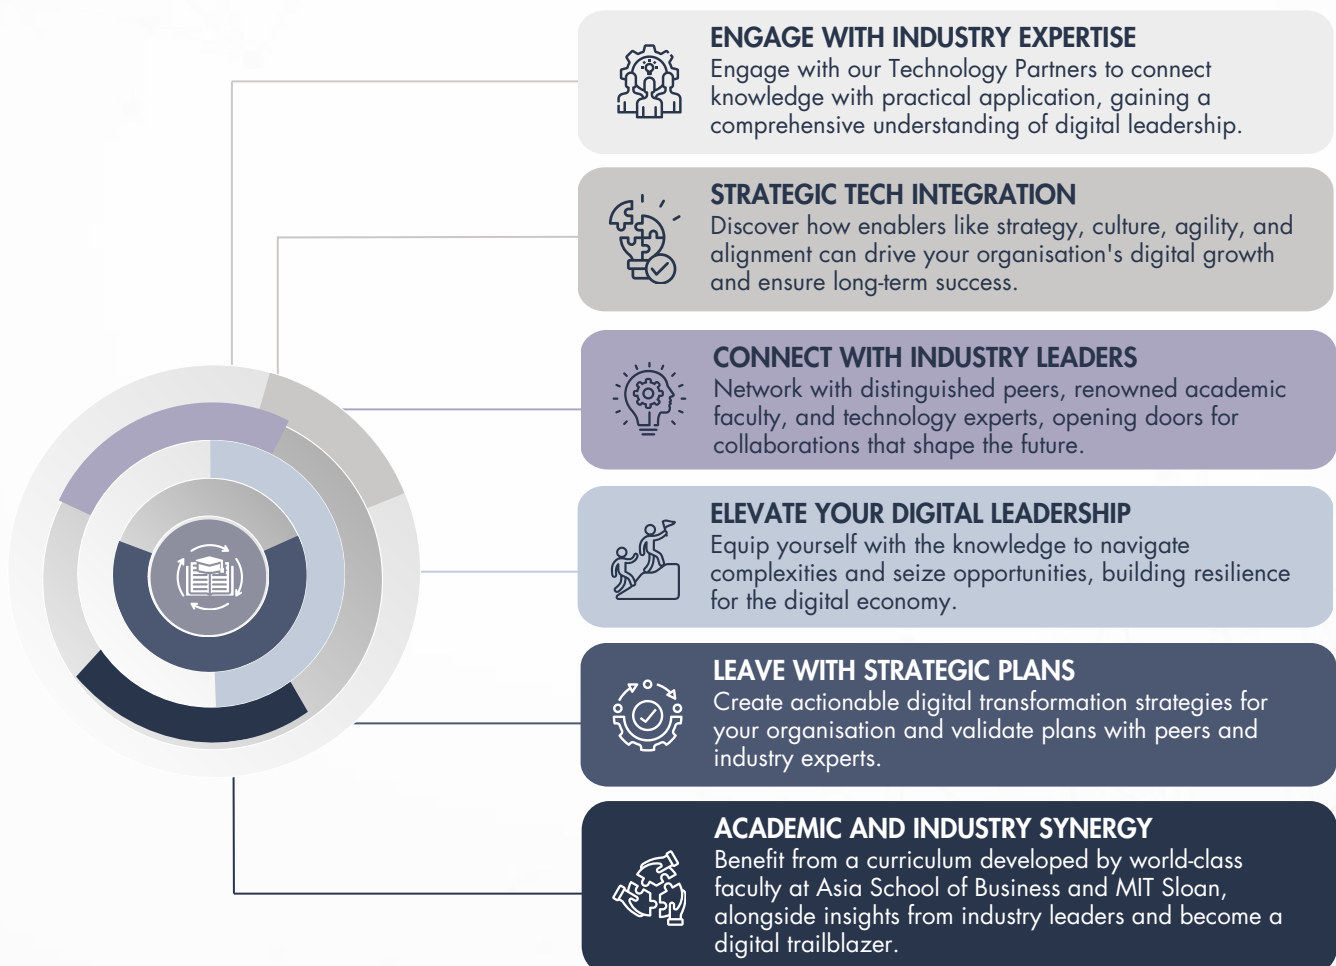 ENGAGE WITH INDUSTRY EXPERTISE
Engage with our Technology Partners to connect
knowledge with practical application, gaining a
comprehensive understanding of digital leadership.
STRATEGIC TECH INTEGRATION
Discover how enablers like strategy, culture, agility, and
alignment can drive your organisation's digital growth
and ensure long-term success.
CONNECT WITH INDUSTRY LEADERS
Network with distinguished peers, renowned academic
faculty, and technology experts, opening doors for
collaborations that shape the future.
ELEVATE YOUR DIGITAL LEADERSHIP
Equip yourself with the knowledge to navigate
complexities and seize opportunities, building resilience
for the digital economy.
LEAVE WITH STRATEGIC PLANS
Create actionable digital transformation strategies for
your organisation and validate plans with peers and
industry experts.
ACADEMIC AND INDUSTRY SYNERGY
Benefit from a curriculum developed by world-class
faculty at Asia School of Business and MIT Sloan,
alongside insights from industry leaders and become a
digital trailblazer.